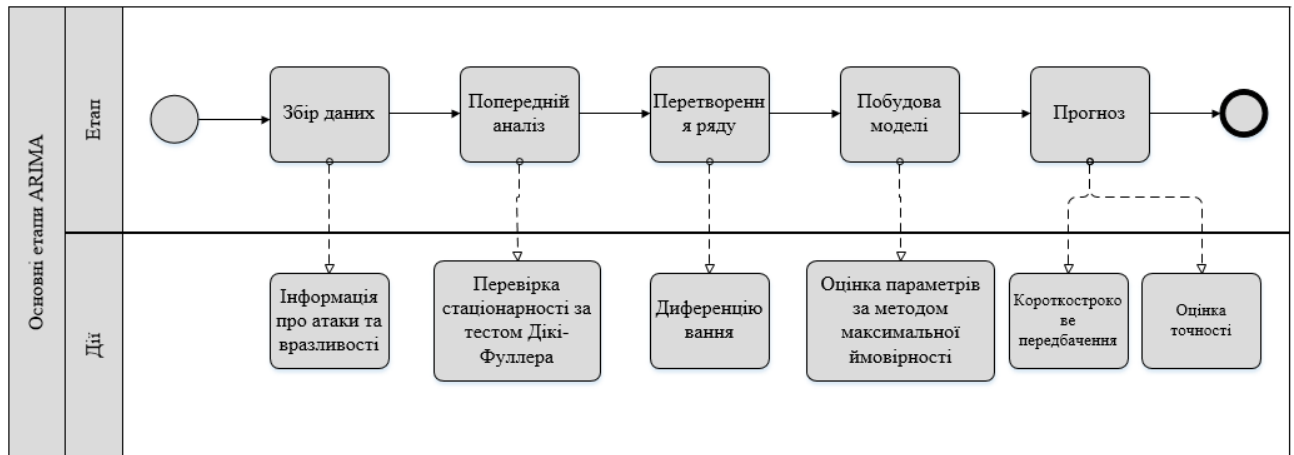 Основні етапи ARIMA
Етап
Збір даних
Попередній
аналіз
Перетворенн
я ряду
Побудова
моделі
Прогноз
Дії
Інформація
про атаки та
вразливості
Перевірка
стаціонарності за
тестом Дікі-
Фуллера
Диференцію
вання
Оцінка параметрів
за методом
максимальної
ймовірності
Короткостроко
ве
передбачення
Оцінка
точності